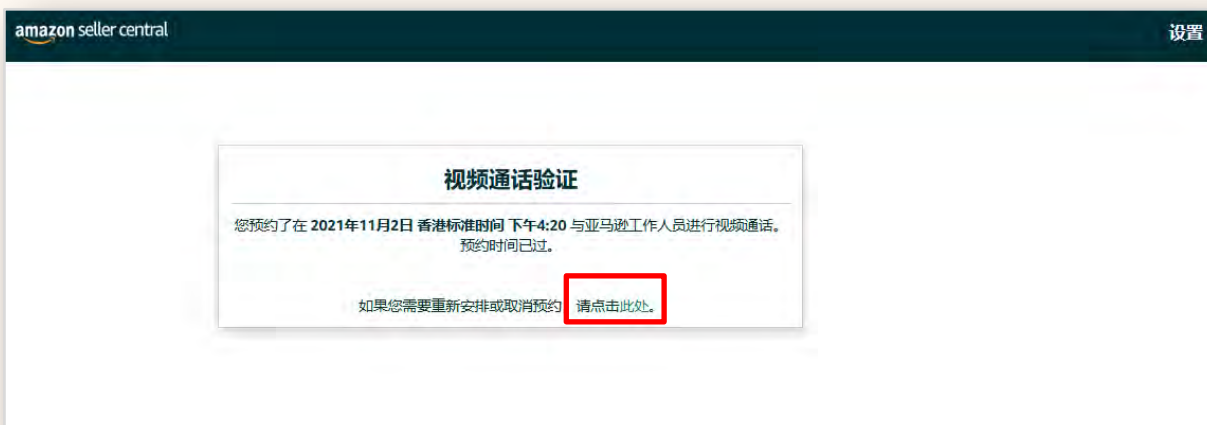 amazon seller central
设置
视频通话验证
您预约了在 2021年11月2日 香港标准时间 下午4:20 与亚马逊工作人员进行视频通话。
预约时间已过。
如果您需要重新安排或取消预约 请点击此处。